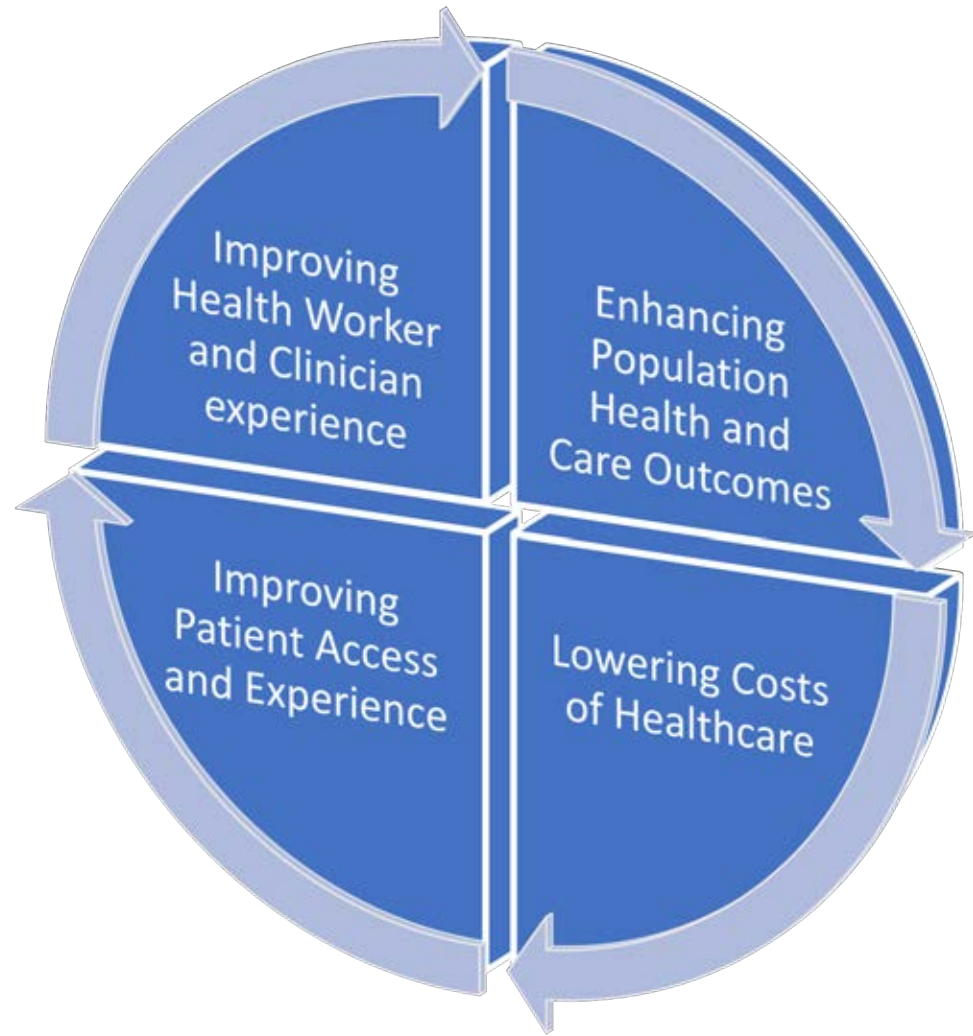 Improving
Health Worker
and Clinician
experience
Enhancing
Population
Health and
Care Outcomes
Improving
Patient Access
and Experience
Lowering Costs
of Healthcare